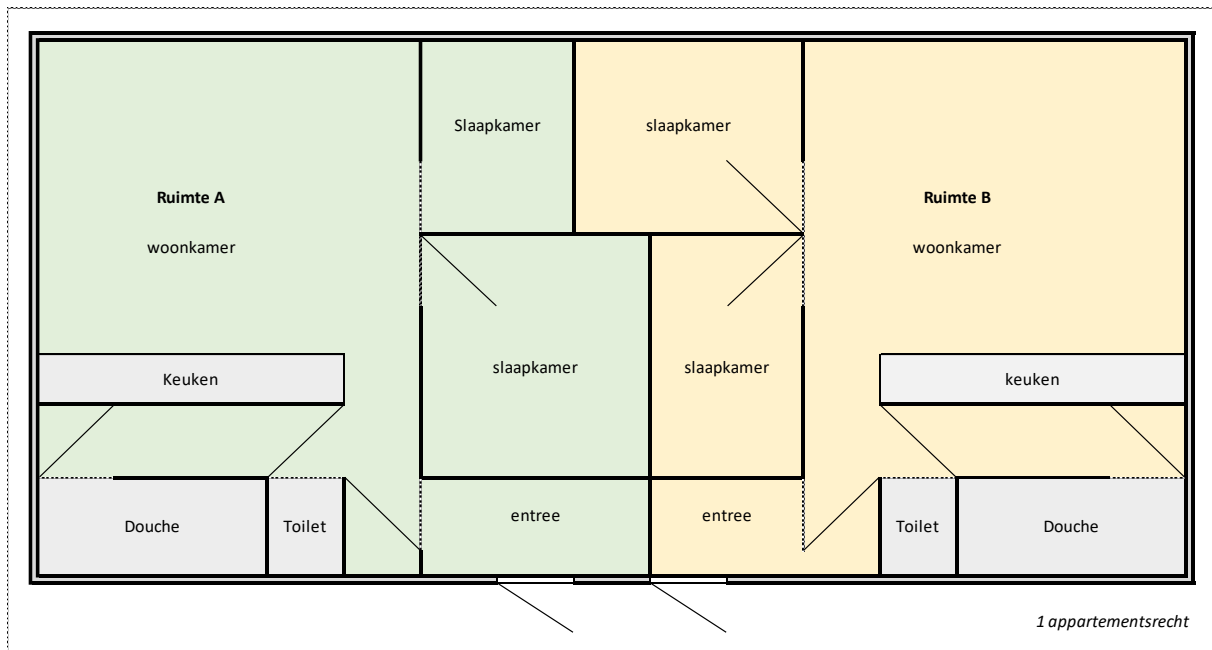 Slaapkamer
slaapkamer
Ruimte A
Ruimte B
woonkamer
woonkamer
slaapkamer
slaapkamer
Keuken
keuken
entree
entree
Douche
Toilet
Toilet
Douche
1 appartementsrecht